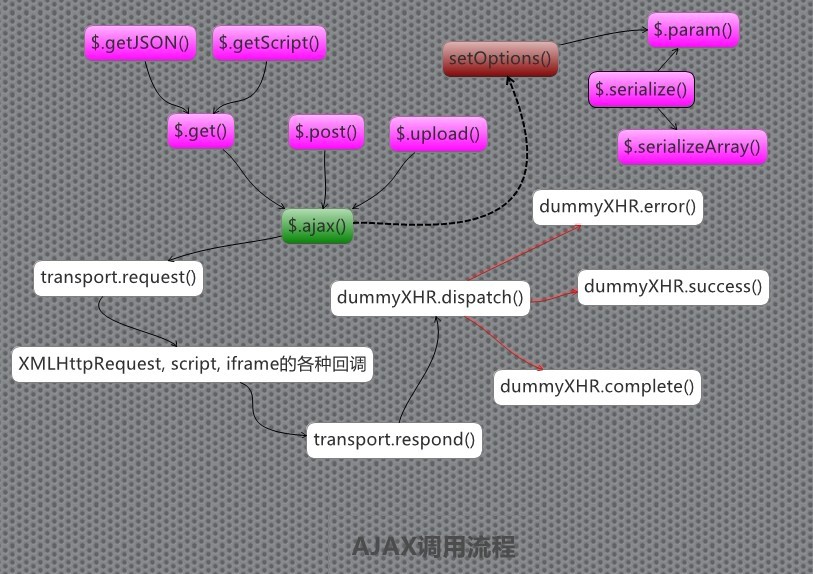 $.getJSON()
$.getScript()
setOptions()
$.param()
$.serialize()
$.get()
$.post()
$.upload()
$.serializeArray()
$.ajax()
dummyXHR.error()
transport.request()
dummyXHR.dispatch()
dummyXHR.success()
XMLHttpRequest, script, iframe的各种回调
dummyXHR.complete()
transport.respond()
AJAX调用流程